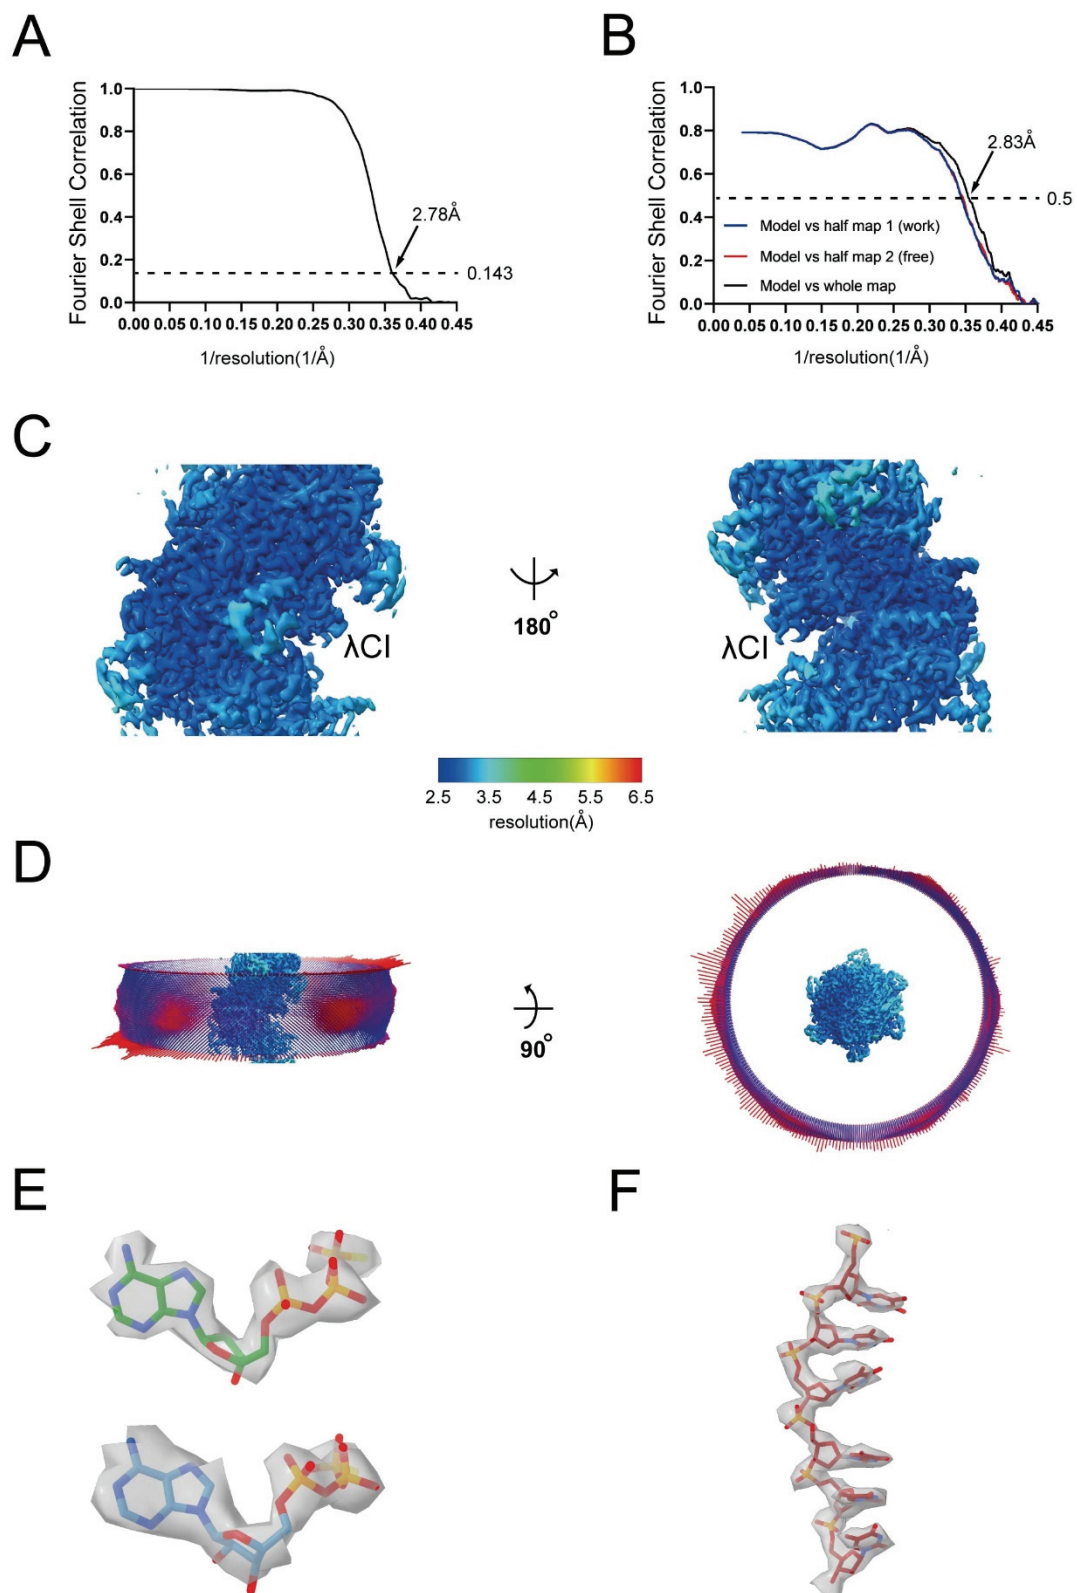 A
B
Fourier Shell Correlation
1.0
0.8
0.6
0.4
0.2
0.0
2.78Å
0.143
0.00 0.05 0.10 0.15 0.20 0.25 0.30 0.35 0.40 0.45
1/resolution(1/Å)
Fourier Shell Correlation
1.0
0.8
0.6
0.4
0.2
0.0
2.83Å
0.5
Model vs half map 1 (work)
Model vs half map 2 (free)
Model vs whole map
0.00 0.05 0.10 0.15 0.20 0.25 0.30 0.35 0.40 0.45
1/resolution(1/Å)
C
λCI
180°
λCI
2.5 3.5 4.5 5.5 6.5
resolution(Å)
D
90°
E
F